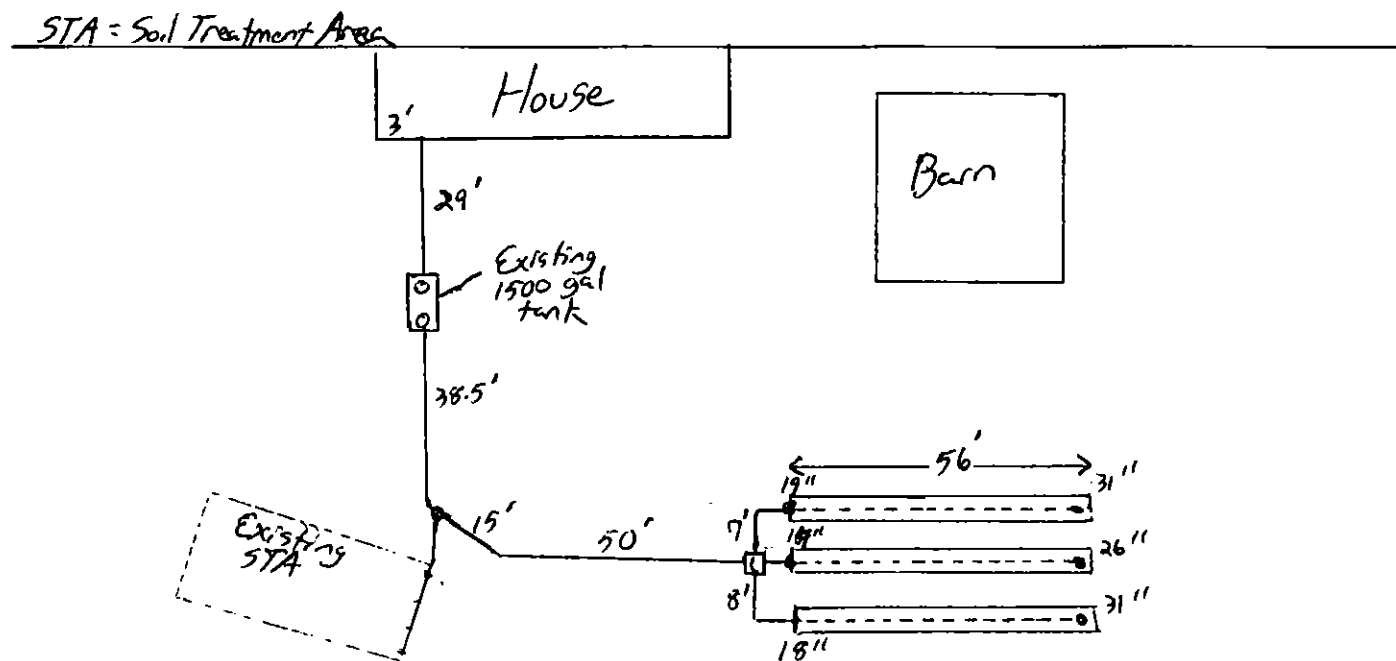 STA = Soil Treatment Area
House
3'
Barn
29'
Existing
1500 gal
tank
38.5'
56'
19"
31"
Existing
STA
15'
50'
7'
26"
8'
31"
18"